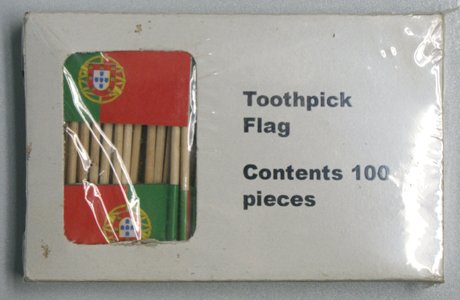 Toothpick
Flag
Contents 100
pieces